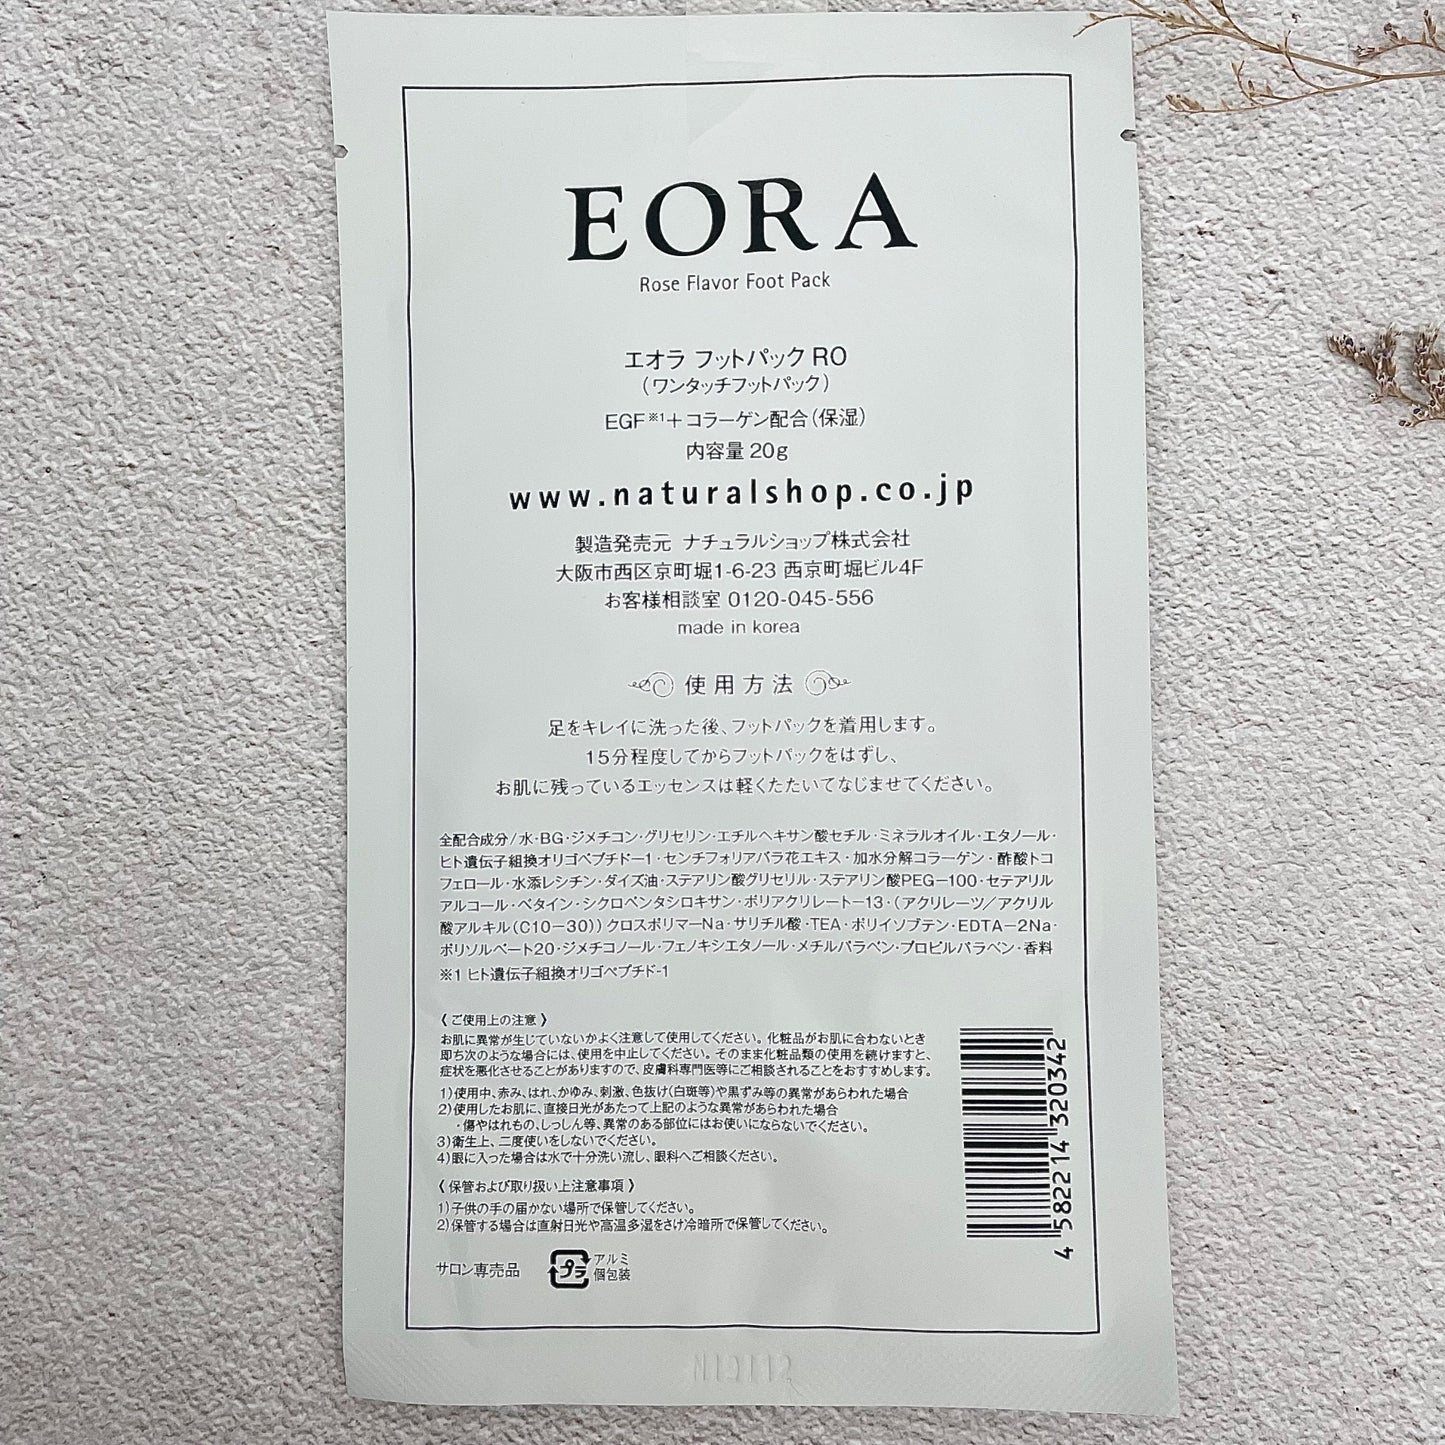 EORA
Rose Flavor Foot Pack
エオラ フットパック RO
（ワンタッチフットパック）
EGF※1＋コラーゲン配合（保湿）
内容量 20g
www.naturalshop.co.jp
製造発売元 ナチュラルショップ株式会社
大阪市西区京町堀1-6-23 西京町堀ビル4F
お客様相談室 0120-045-556
made in korea
使用方法
足をキレイに洗った後、フットパックを着用します。
15分程度してからフットパックをはずし、
お肌に残っているエッセンスは軽くたたいてなじませてください。
全配合成分/水・BG・ジメチコン・グリセリン・エチルヘキサン酸セチル・ミネラルオイル・エタノール・
ヒト遺伝子組換オリゴペプチド－1・センチフォリアバラ花エキス・加水分解コラーゲン・酢酸トコ
フェロール・水添レシチン・ダイズ油・ステアリン酸グリセリル・ステアリン酸PEG－100・セテアリル
アルコール・ベタイン・シクロペンタシロキサン・ポリアクリレート－13・（アクリレーツ／アクリル
酸アルキル（C10－30））クロスポリマーNa・サリチル酸・TEA・ポリイソブテン・EDTA－2Na・
ポリソルベート20・ジメチコノール・フェノキシエタノール・メチルパラベン・プロピルパラベン・香料
※1 ヒト遺伝子組換オリゴペプチド-1
〈 ご使用上の注意 〉
お肌に異常が生じていないかよく注意して使用してください。化粧品がお肌に合わないとき
即ち次のような場合には、使用を中止してください。そのまま化粧品類の使用を続けますと、
症状を悪化させることがありますので、皮膚科専門医等にご相談されることをおすすめします。
1）使用中、赤み、はれ、かゆみ、刺激、色抜け（白斑等）や黒ずみ等の異常があらわれた場合
2）使用したお肌に、直接日光があたって上記のような異常があらわれた場合
・傷やはれもの、しっしん等、異常のある部位にはお使いにならないでください。
3）衛生上、二度使いをしないでください。
4）眼に入った場合は水で十分洗い流し、眼科へご相談ください。
〈 保管および取り扱い上注意事項 〉
1）子供の手の届かない場所で保管してください。
2）保管する場合は直射日光や高温多湿をさけ冷暗所で保管してください。
サロン専売品
プラ
アルミ
個包装
4 582214 320342